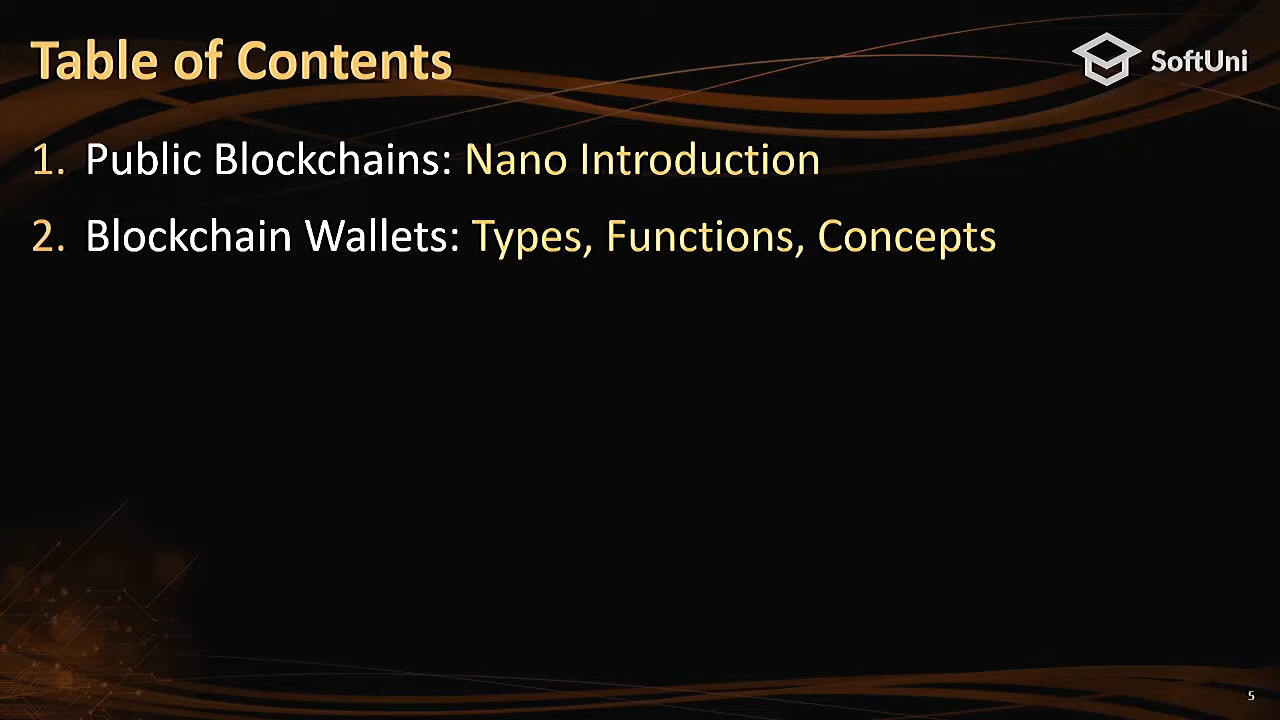 Table of Contents
SoftUni
1. Public Blockchains: Nano Introduction
2. Blockchain Wallets: Types, Functions, Concepts
5